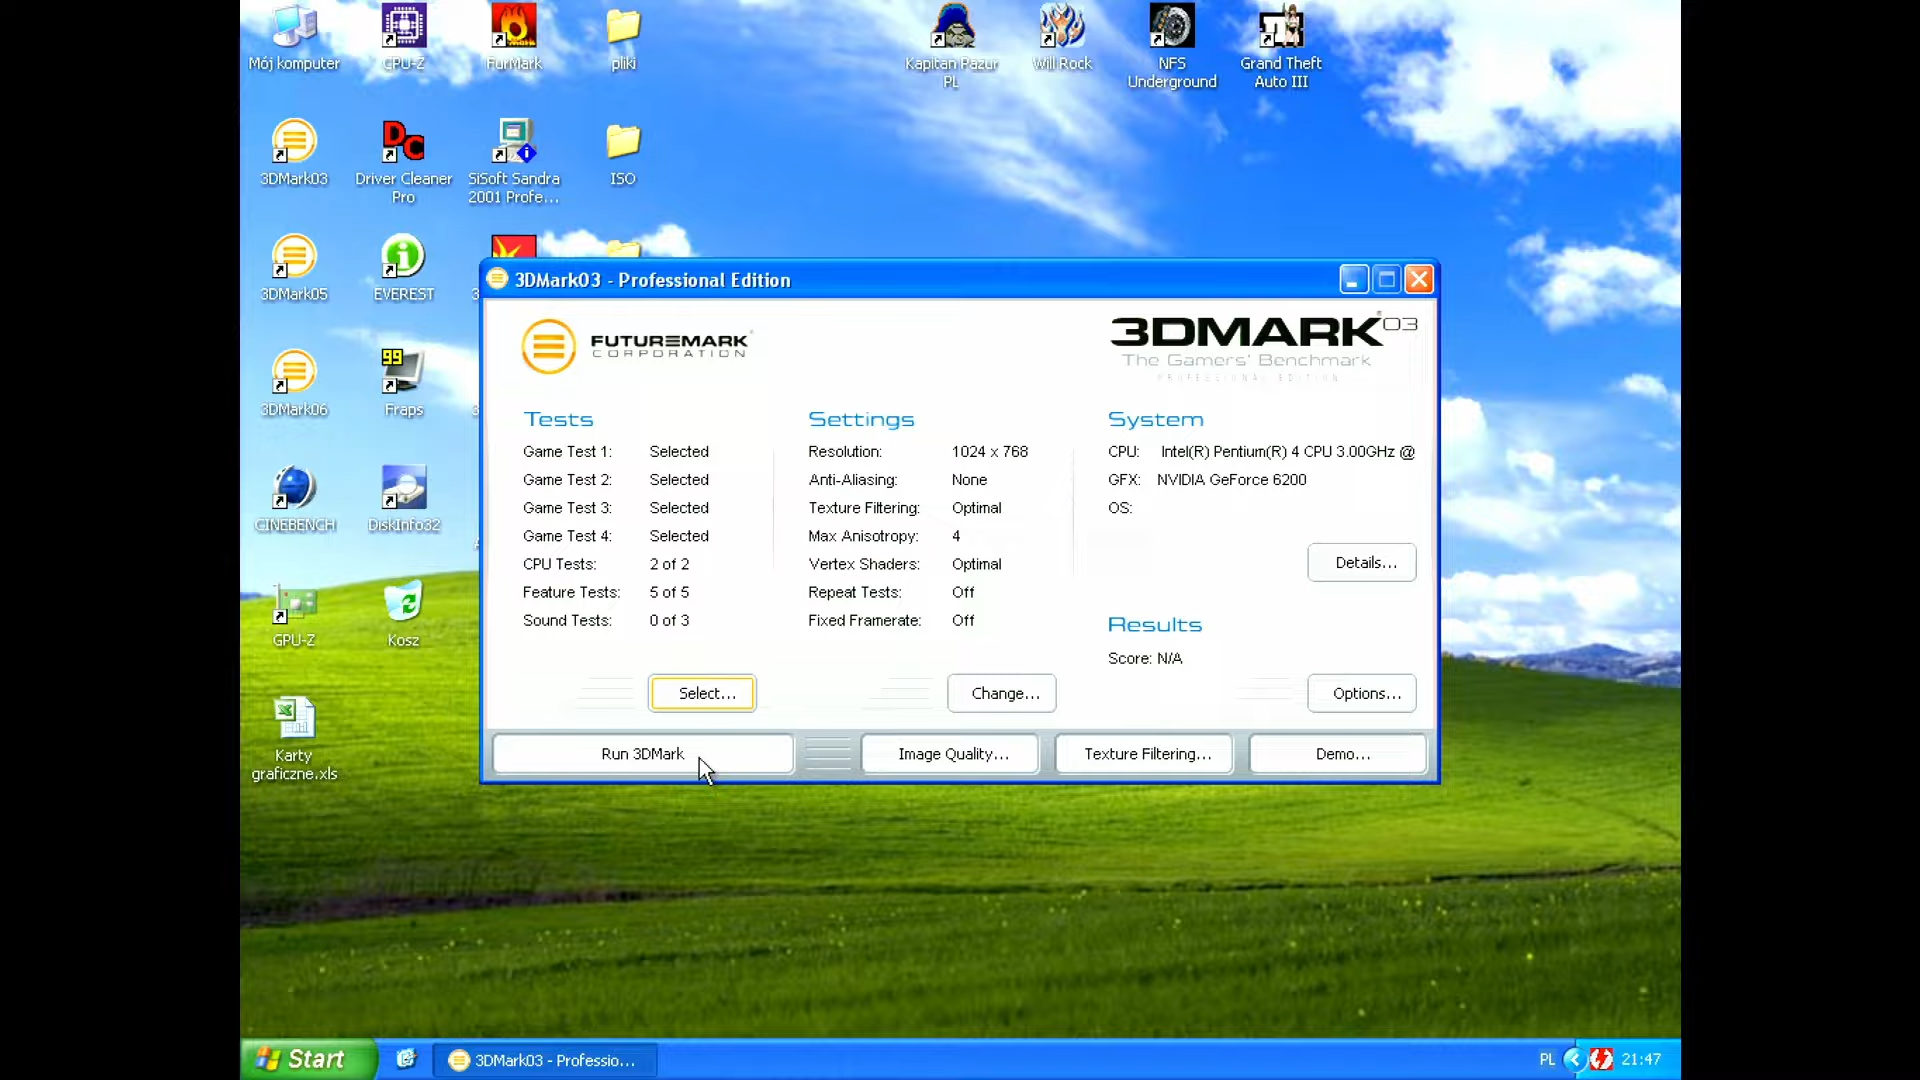 Mój komputer
CPU-Z
FurMark
pliki
Kapitan Pazur
PL
Will Rock
NFS
Underground
Grand Theft
Auto III
3DMark03
Driver Cleaner
Pro
SiSoft Sandra
2001 Profe...
ISO
3DMark05
EVEREST
3DMark06
99
Fraps
CINEBENCH
DiskInfo32
GPU-Z
Kosz
Karty
graficzne.xls
3DMark03 - Professional Edition
FUTUREMARK
CORPORATION
3DMARK®03
The Gamers' Benchmark
PROFESSIONAL EDITION
Tests
Game Test 1: Selected
Game Test 2: Selected
Game Test 3: Selected
Game Test 4: Selected
CPU Tests: 2 of 2
Feature Tests: 5 of 5
Sound Tests: 0 of 3
Select...
Settings
Resolution: 1024 x 768
Anti-Aliasing: None
Texture Filtering: Optimal
Max Anisotropy: 4
Vertex Shaders: Optimal
Repeat Tests: Off
Fixed Framerate: Off
Change...
System
CPU: Intel(R) Pentium(R) 4 CPU 3.00GHz @
GFX: NVIDIA GeForce 6200
OS:
Details...
Results
Score: N/A
Options...
Run 3DMark
Image Quality...
Texture Filtering...
Demo...
Start
3DMark03 - Professio...
PL
21:47